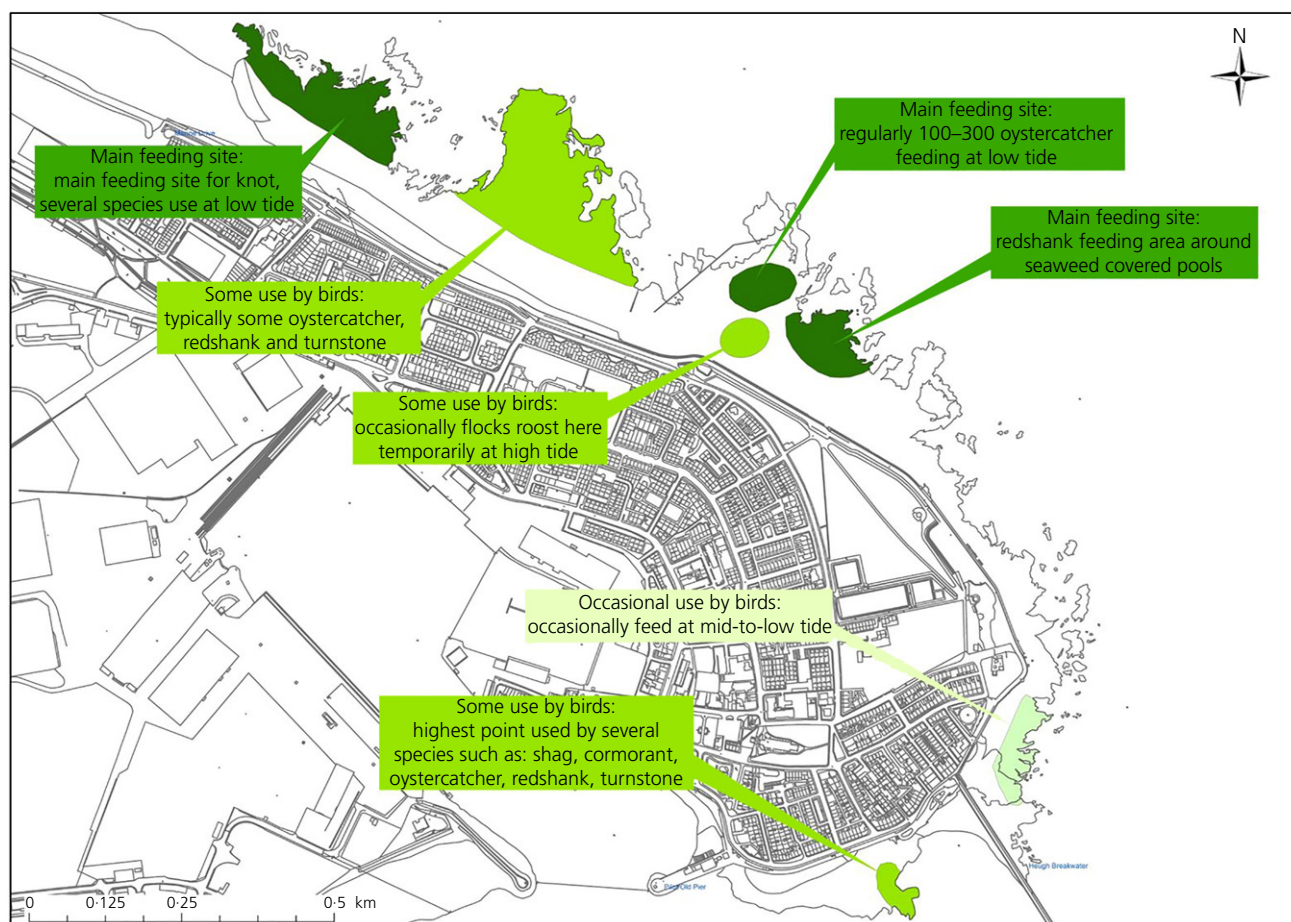 N
Marine Drive
Main feeding site:
main feeding site for knot,
several species use at low tide
Main feeding site:
regularly 100–300 oystercatcher
feeding at low tide
Main feeding site:
redshank feeding area around
seaweed covered pools
Some use by birds:
typically some oystercatcher,
redshank and turnstone
Some use by birds:
occasionally flocks roost here
temporarily at high tide
Occasional use by birds:
occasionally feed at mid-to-low tide
Some use by birds:
highest point used by several
species such as: shag, cormorant,
oystercatcher, redshank, turnstone
Heugh Breakwater
Old Pier
0 0·125 0·25 0·5 km